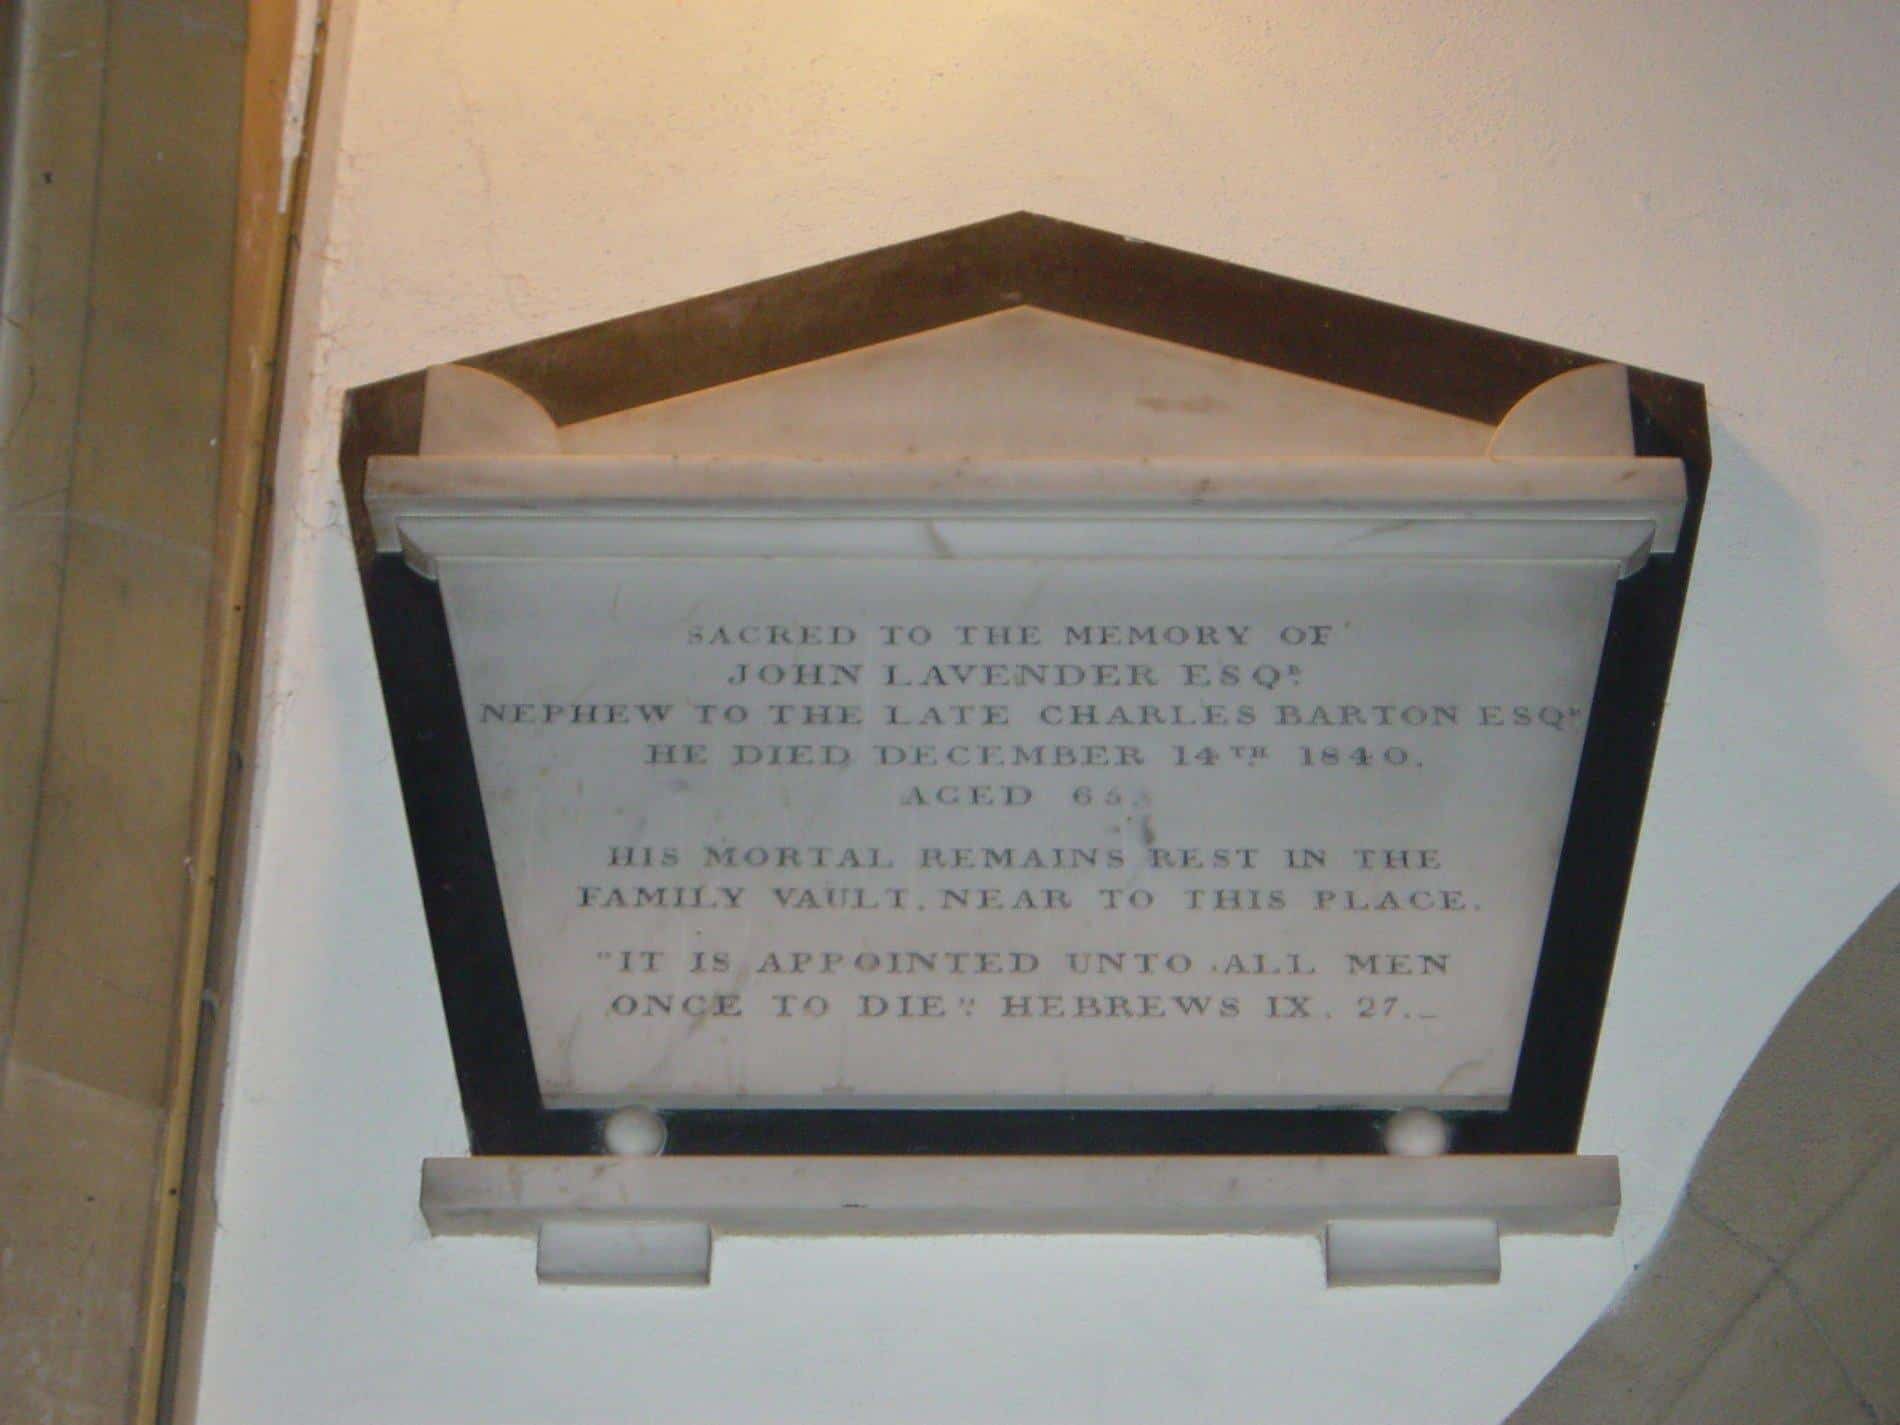 SACRED TO THE MEMORY OF
JOHN LAVENDER ESQR.
NEPHEW TO THE LATE CHARLES BARTON ESQR.
HE DIED DECEMBER 14TH. 1840.
AGED 65.
HIS MORTAL REMAINS REST IN THE
FAMILY VAULT, NEAR TO THIS PLACE.
"IT IS APPOINTED UNTO ALL MEN
ONCE TO DIE". HEBREWS IX. 27._